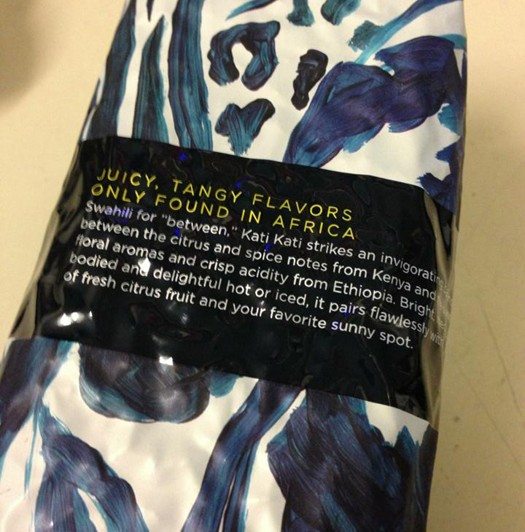 JUICY, TANGY FLAVORS
ONLY FOUND IN AFRICA
Swahili for "between," Kati Kati strikes an
between the citrus and spice notes from Kenya and
floral aromas and crisp acidity from Ethiopia. Bright
bodied and delightful hot or iced, it pairs flawlessly
of fresh citrus fruit and your favorite sunny spot.